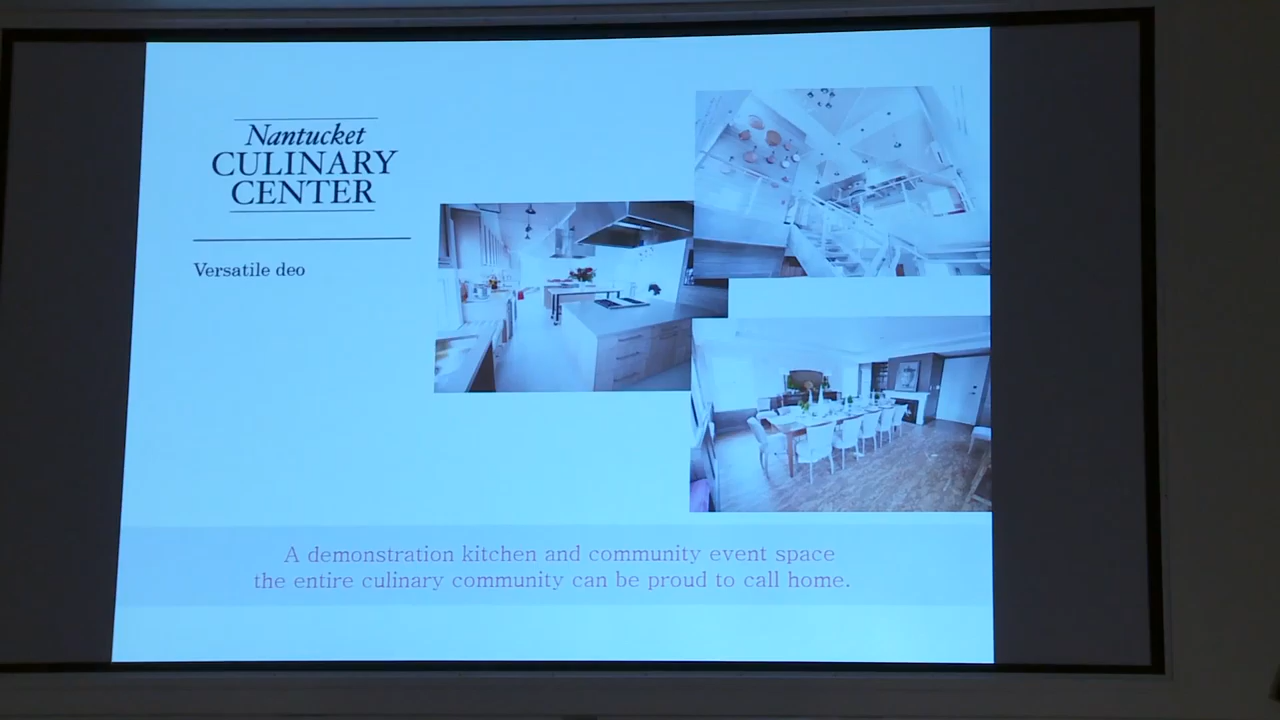 Nantucket
CULINARY
CENTER
Versatile deo
A demonstration kitchen and community event space
the entire culinary community can be proud to call home.